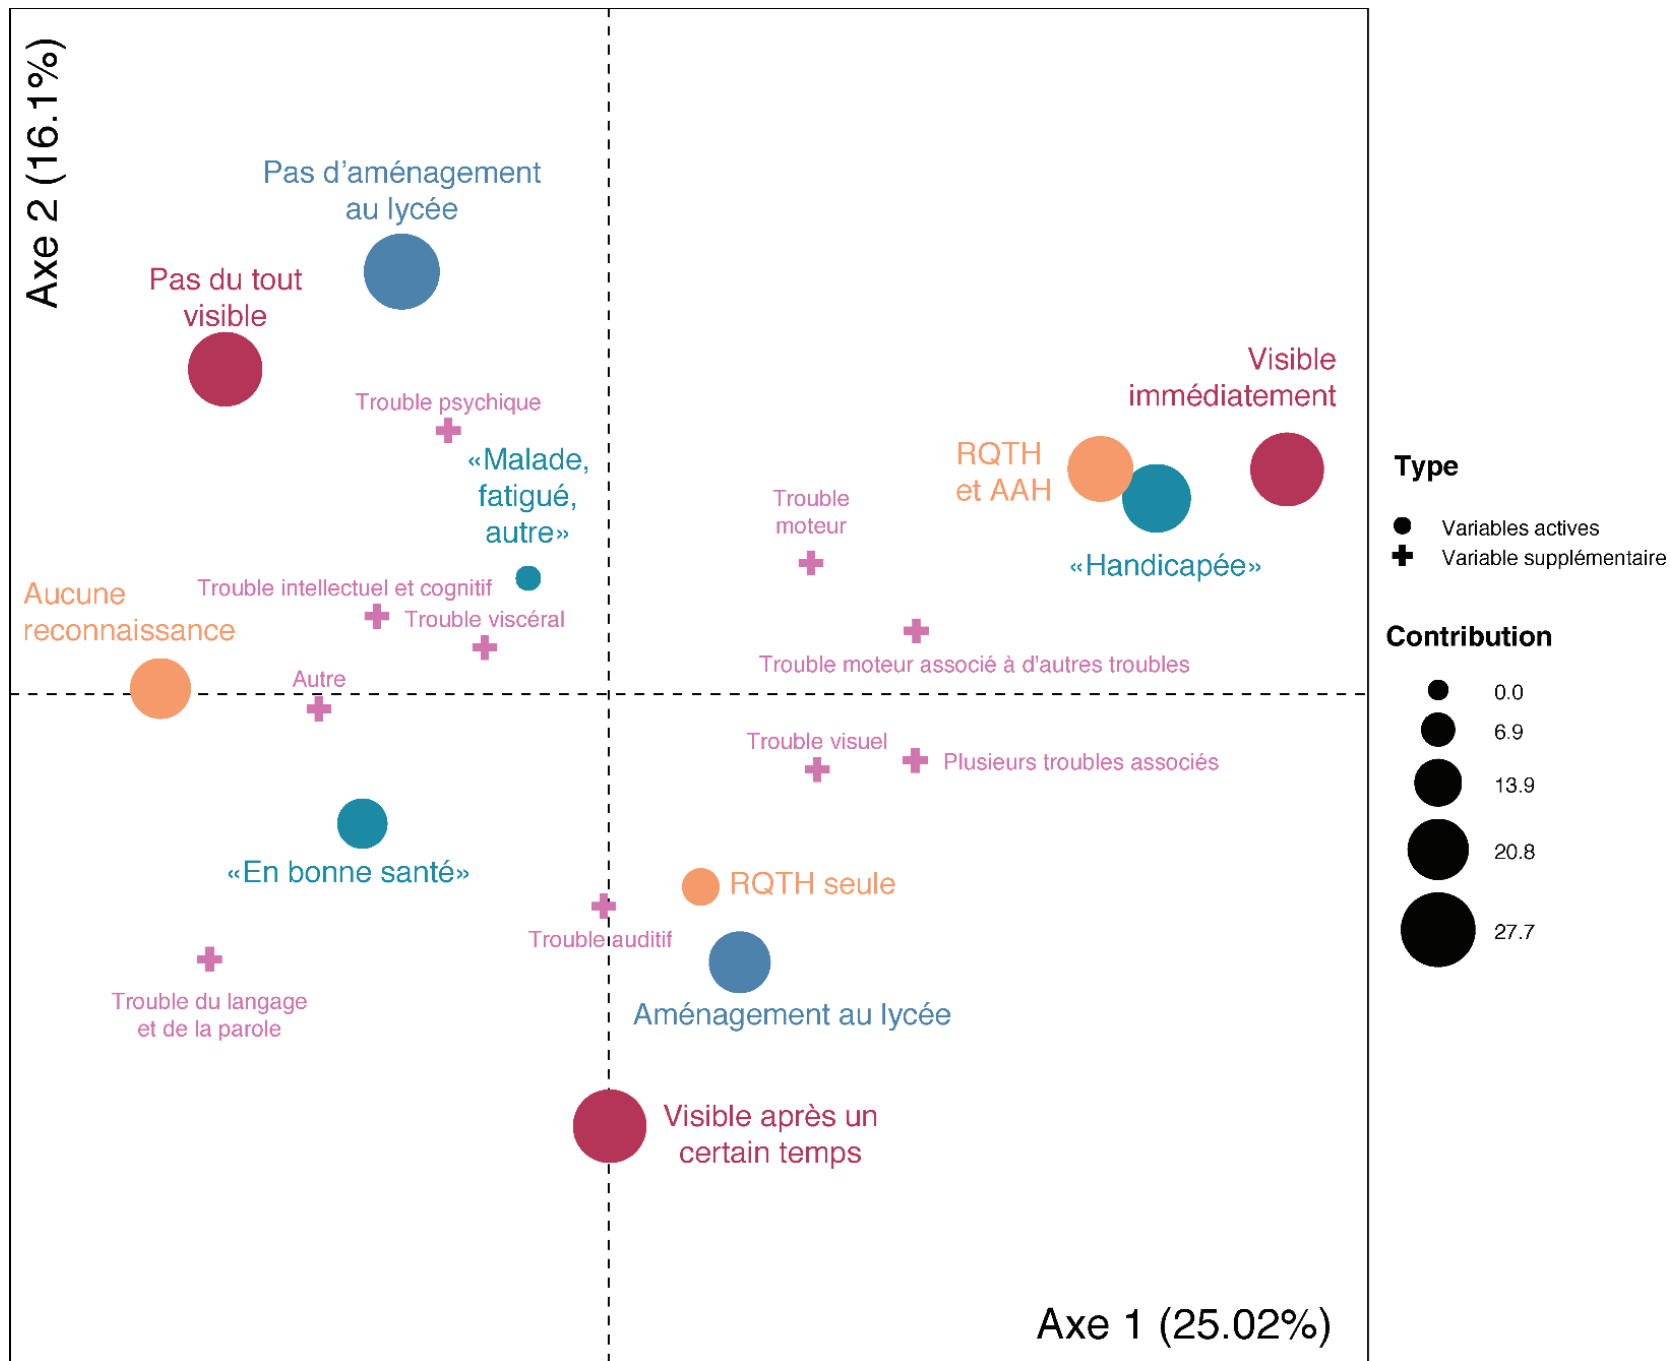 Axe 2 (16.1%)
Pas d’aménagement
au lycée
Pas du tout
visible
Trouble psychique
«Malade,
fatigué,
autre»
Trouble intellectuel et cognitif
Trouble viscéral
Aucune
reconnaissance
Autre
Visible
immédiatement
RQTH
et AAH
«Handicapée»
Trouble
moteur
Trouble moteur associé à d'autres troubles
Trouble visuel
Plusieurs troubles associés
«En bonne santé»
RQTH seule
Trouble auditif
Aménagement au lycée
Trouble du langage
et de la parole
Visible après un
certain temps
Axe 1 (25.02%)
Type
Variables actives
Variable supplémentaire
Contribution
0.0
6.9
13.9
20.8
27.7